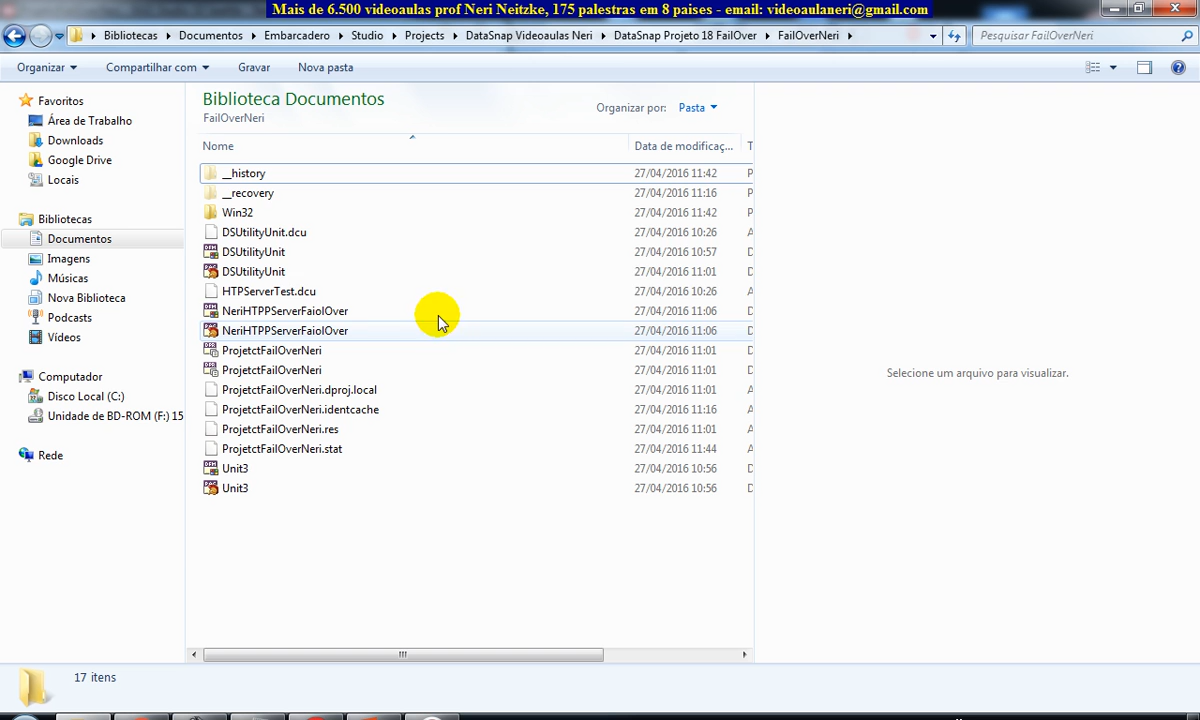 Mais de 6.500 videoaulas prof Neri Neitzke, 175 palestras em 8 paises - email: videoaulaneri@gmail.com
Bibliotecas Documentos Embarcadero Studio Projects DataSnap Videoaulas Neri DataSnap Projeto 18 FailOver FailOverNeri Pesquisar FailOverNeri
Organizar Compartilhar com Gravar Nova pasta
Favoritos
Área de Trabalho
Downloads
Google Drive
Locais
Bibliotecas
Documentos
Imagens
Músicas
Nova Biblioteca
Podcasts
Vídeos
Computador
Disco Local (C:)
Unidade de BD-ROM (F:) 15
Rede
Biblioteca Documentos
FailOverNeri
Organizar por: Pasta
Nome Data de modificaç... T
__history 27/04/2016 11:42 P
__recovery 27/04/2016 11:16 P
Win32 27/04/2016 11:42 P
DSUtilityUnit.dcu 27/04/2016 10:26 A
DSUtilityUnit 27/04/2016 10:57 D
DSUtilityUnit 27/04/2016 11:01 D
HTPServerTest.dcu 27/04/2016 10:26 A
NeriHTPPServerFaiolOver 27/04/2016 11:06 D
NeriHTPPServerFaiolOver 27/04/2016 11:06 D
ProjetctFailOverNeri 27/04/2016 11:01 D
ProjetctFailOverNeri 27/04/2016 11:01 D
ProjetctFailOverNeri.dproj.local 27/04/2016 11:01 A
ProjetctFailOverNeri.identcache 27/04/2016 11:16 A
ProjetctFailOverNeri.res 27/04/2016 11:01 A
ProjetctFailOverNeri.stat 27/04/2016 11:44 A
Unit3 27/04/2016 10:56 D
Unit3 27/04/2016 10:56 D
Selecione um arquivo para visualizar.
17 itens